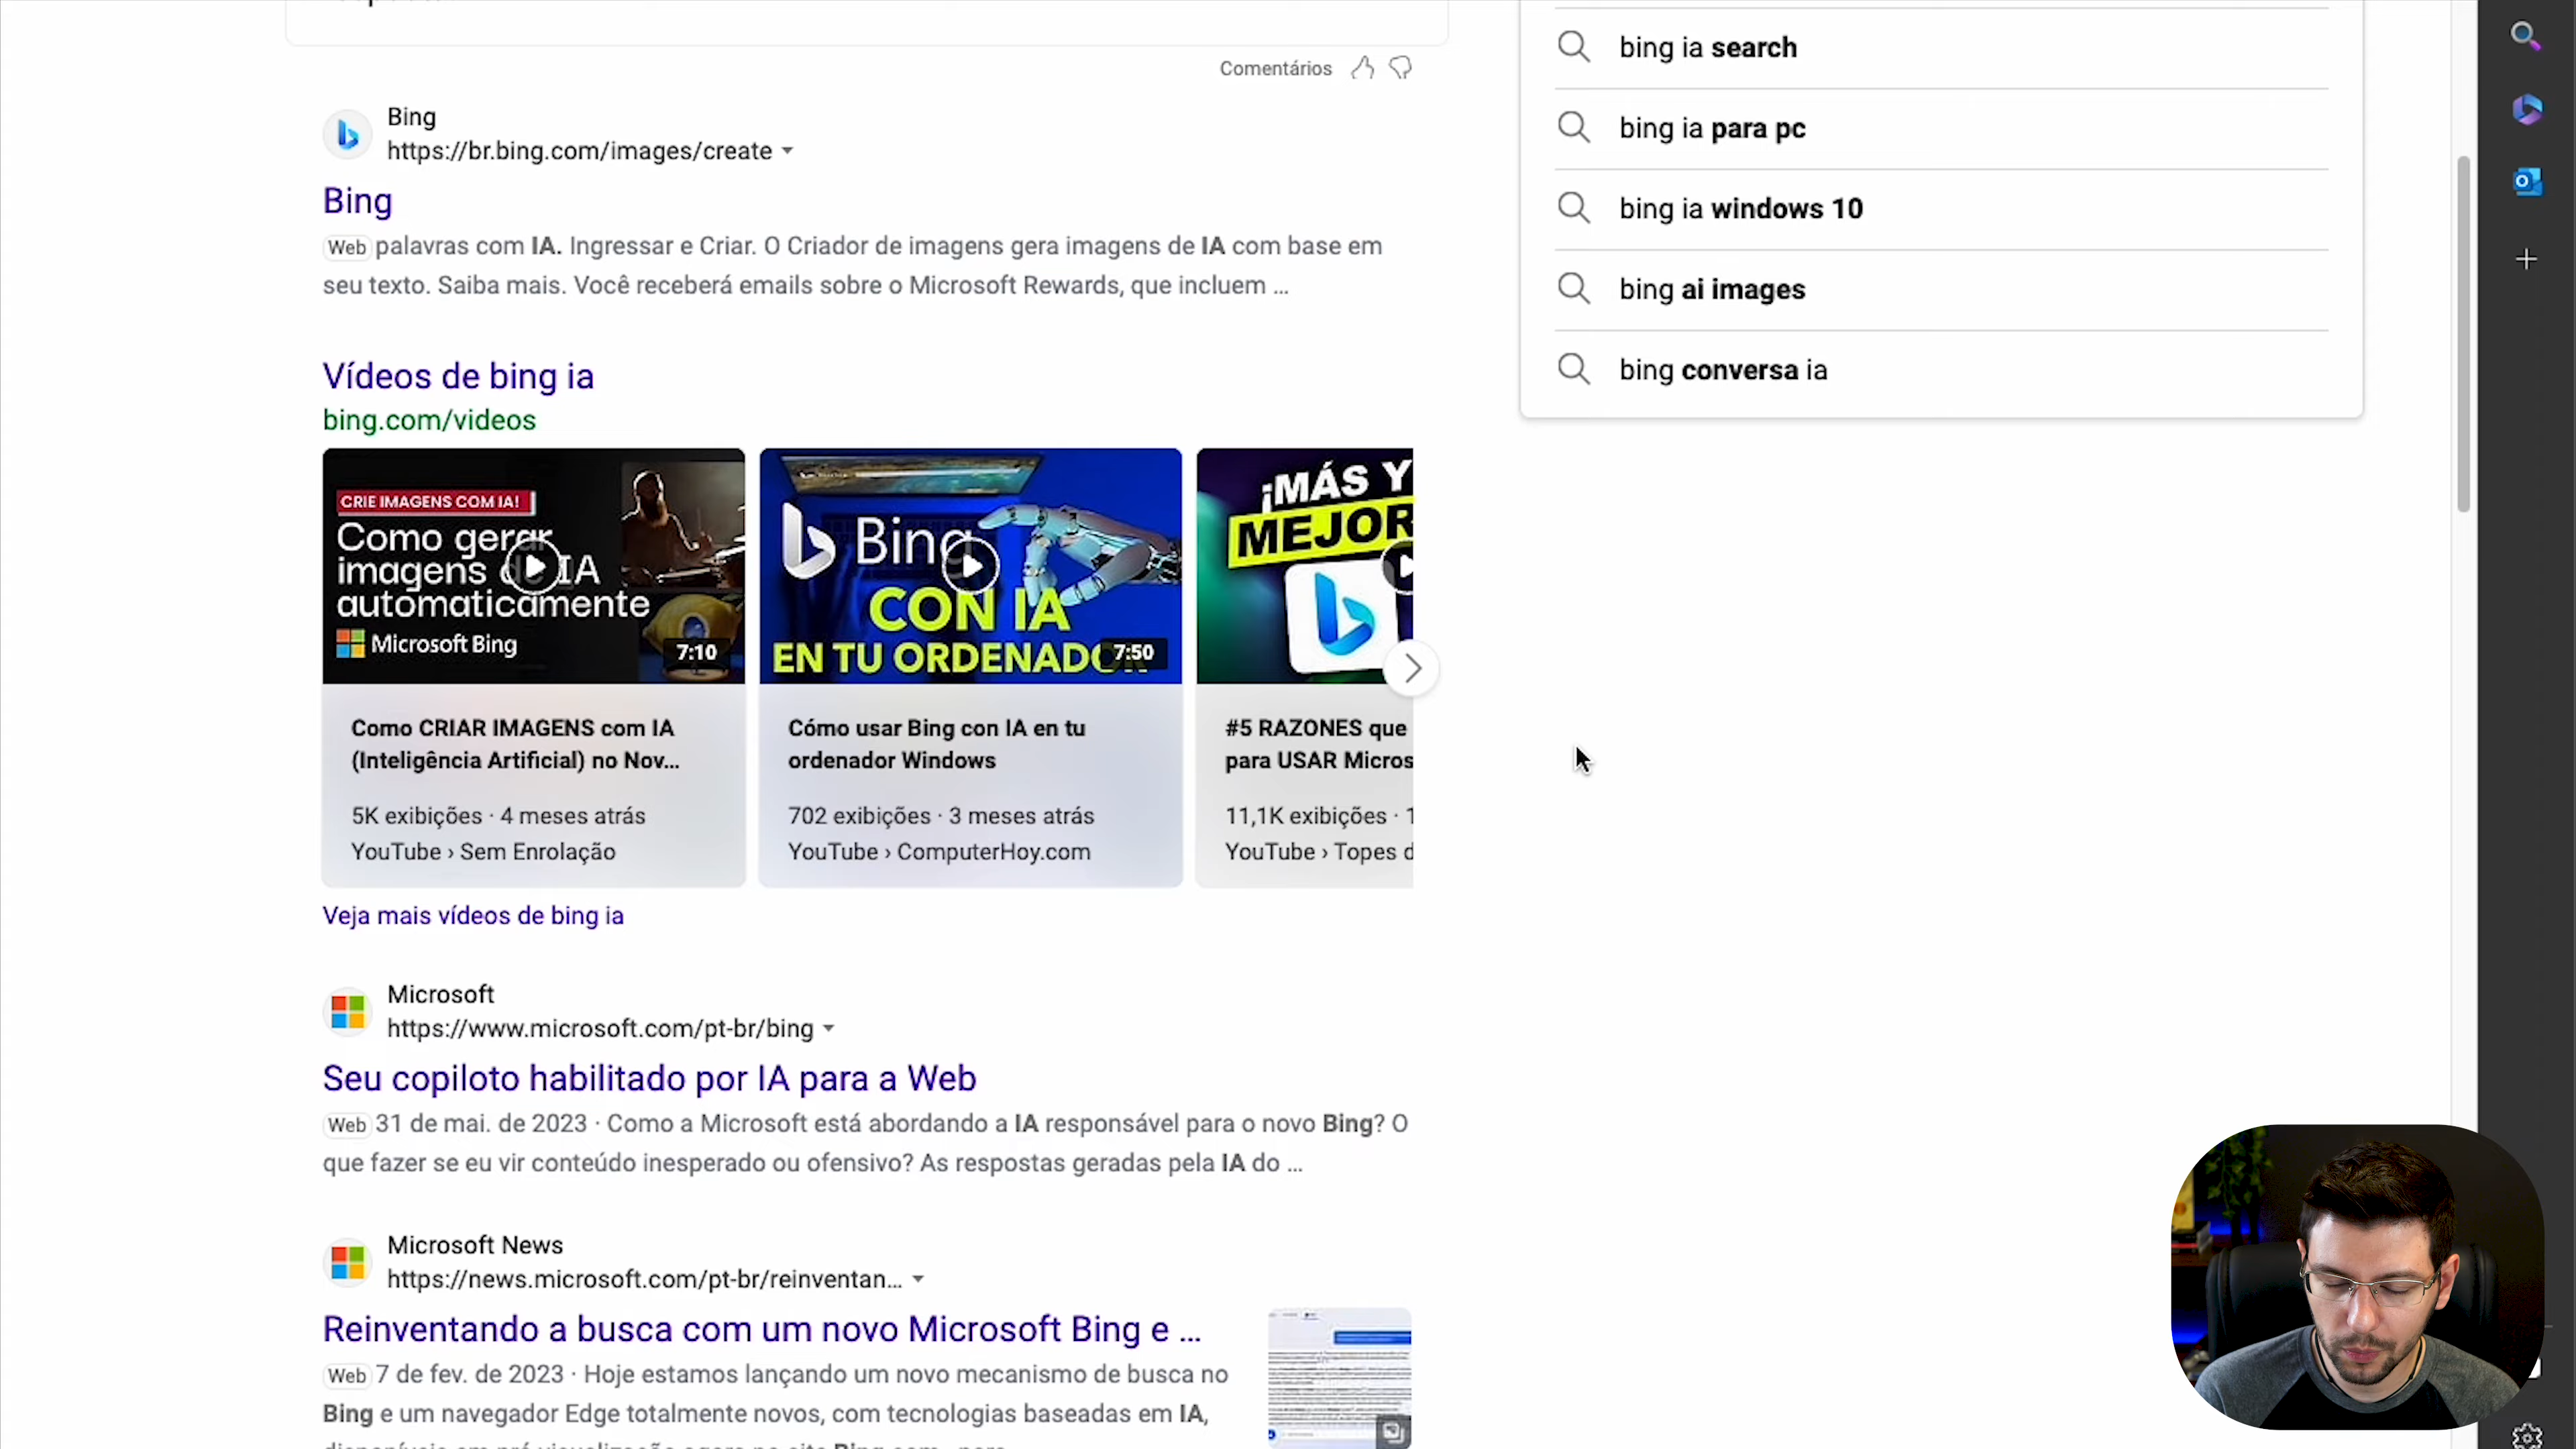 Comentários
Bing
https://br.bing.com/images/create
Bing
Web palavras com IA. Ingressar e Criar. O Criador de imagens gera imagens de IA com base em
seu texto. Saiba mais. Você receberá emails sobre o Microsoft Rewards, que incluem ...
Vídeos de bing ia
bing.com/videos
CRIE IMAGENS COM IA!
Como gerar
imagens de IA
automaticamente
Microsoft Bing
7:10
Como CRIAR IMAGENS com IA
(Inteligência Artificial) no Nov...
5K exibições · 4 meses atrás
YouTube › Sem Enrolação
Bing
CON IA
EN TU ORDENADOR
7:50
Cómo usar Bing con IA en tu
ordenador Windows
702 exibições · 3 meses atrás
YouTube › ComputerHoy.com
¡MÁS Y
MEJOR
#5 RAZONES que
para USAR Micros
11,1K exibições · 1
YouTube › Topes d
Veja mais vídeos de bing ia
Microsoft
https://www.microsoft.com/pt-br/bing
Seu copiloto habilitado por IA para a Web
Web 31 de mai. de 2023 · Como a Microsoft está abordando a IA responsável para o novo Bing? O
que fazer se eu vir conteúdo inesperado ou ofensivo? As respostas geradas pela IA do ...
Microsoft News
https://news.microsoft.com/pt-br/reinventan...
Reinventando a busca com um novo Microsoft Bing e ...
Web 7 de fev. de 2023 · Hoje estamos lançando um novo mecanismo de busca no
Bing e um navegador Edge totalmente novos, com tecnologias baseadas em IA,
bing ia search
bing ia para pc
bing ia windows 10
bing ai images
bing conversa ia